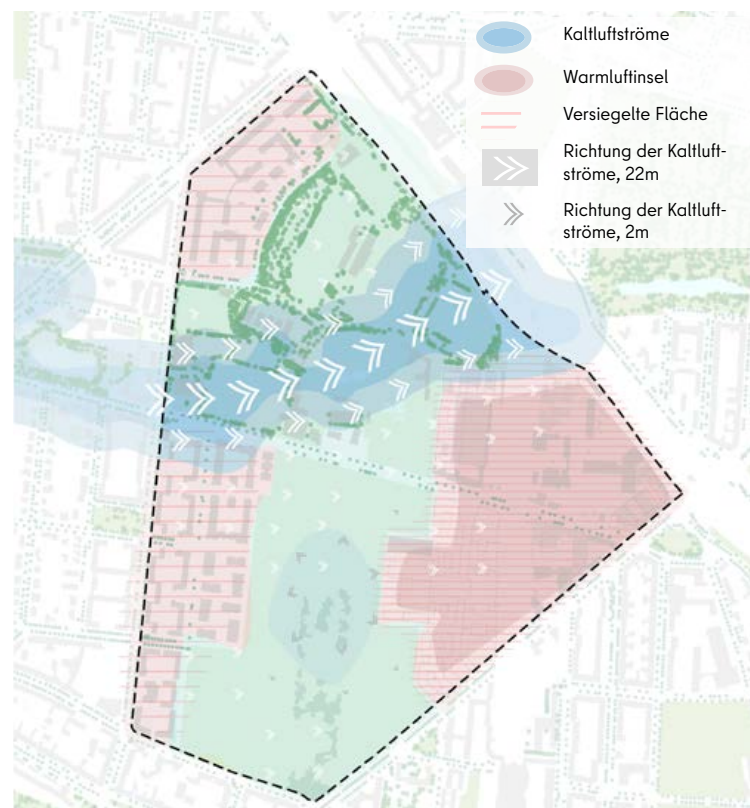 Kaltluftströme
Warmluftinsel
Versiegelte Fläche
Richtung der Kaltluft-
ströme, 22m
Richtung der Kaltluft-
ströme, 2m